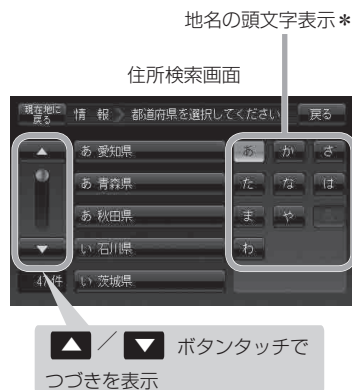 地名の頭文字表示＊
住所検索画面
現在地に戻る 情 報 都道府県を選択してください 戻る
▲ あ 愛知県 あ か さ
あ 青森県 た な は
あ 秋田県 ま や
▼ い 石川県 わ
47件 い 茨城県
▲／▼ ボタンタッチで
つづきを表示